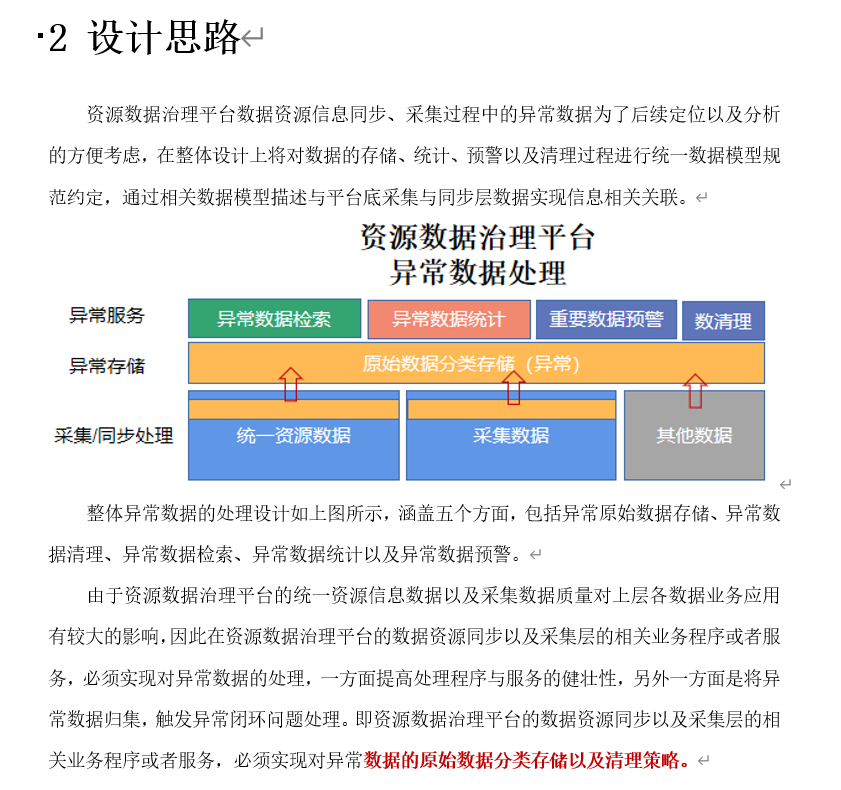 2 设计思路
资源数据治理平台数据资源信息同步、采集过程中的异常数据为了后续定位以及分析
的方便考虑，在整体设计上将对数据的存储、统计、预警以及清理过程进行统一数据模型规
范约定，通过相关数据模型描述与平台底采集与同步层数据实现信息相关关联。
资源数据治理平台
异常数据处理
异常服务 异常数据检索 异常数据统计 重要数据预警 数清理
异常存储 原始数据分类存储（异常）
采集/同步处理 统一资源数据 采集数据 其他数据
整体异常数据的处理设计如上图所示，涵盖五个方面，包括异常原始数据存储、异常数
据清理、异常数据检索、异常数据统计以及异常数据预警。
由于资源数据治理平台的统一资源信息数据以及采集数据质量对上层各数据业务应用
有较大的影响，因此在资源数据治理平台的数据资源同步以及采集层的相关业务程序或者服
务，必须实现对异常数据的处理，一方面提高处理程序与服务的健壮性，另外一方面是将异
常数据归集，触发异常闭环问题处理。即资源数据治理平台的数据资源同步以及采集层的相
关业务程序或者服务，必须实现对异常数据的原始数据分类存储以及清理策略。